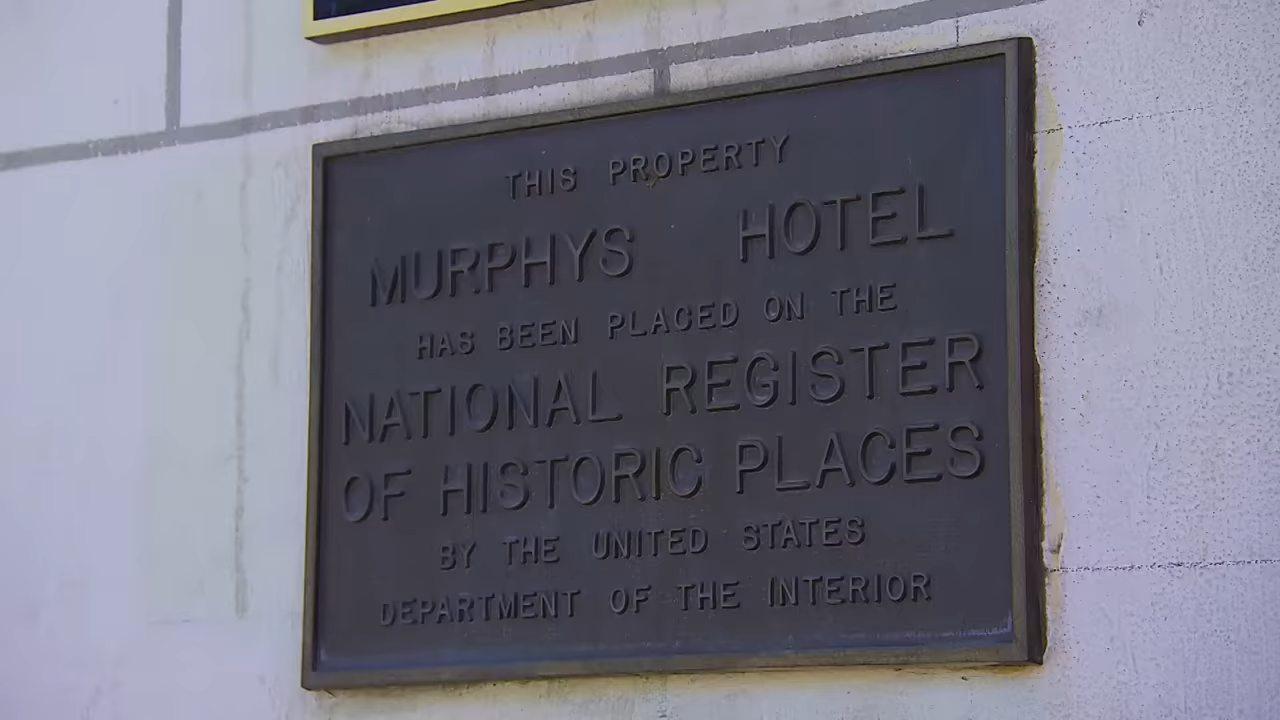 THIS PROPERTY
MURPHYS HOTEL
HAS BEEN PLACED ON THE
NATIONAL REGISTER
OF HISTORIC PLACES
BY THE UNITED STATES
DEPARTMENT OF THE INTERIOR